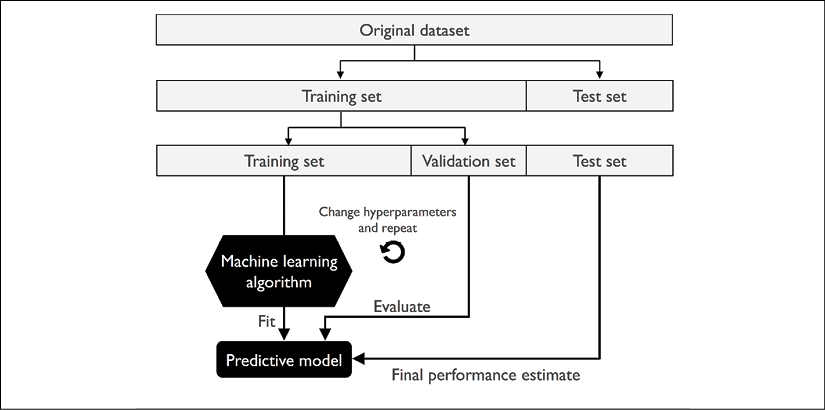 Original dataset
Training set
Test set
Training set
Validation set
Test set
Change hyperparameters
and repeat
Machine learning
algorithm
Evaluate
Fit
Predictive model
Final performance estimate